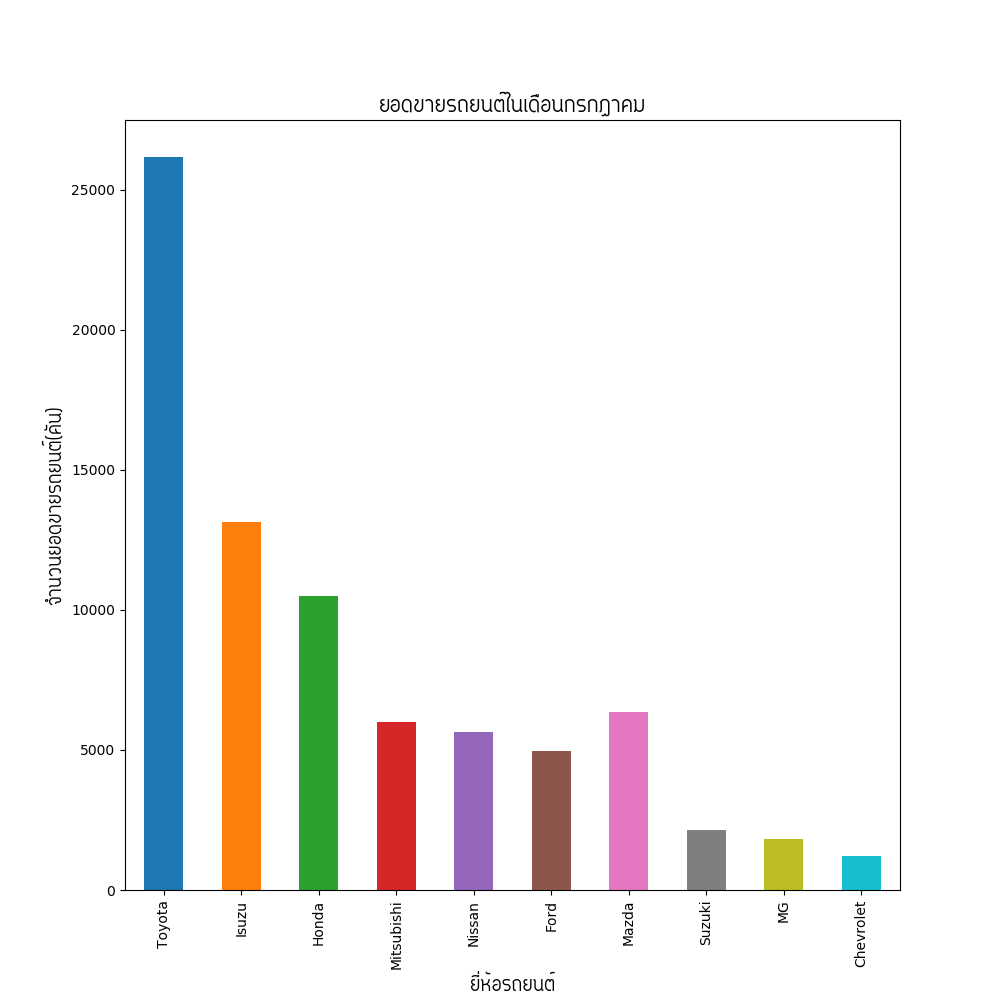 ยอดขายรถยนต์ในเดือนกรกฎาคม
จำนวนยอดขายรถยนต์(คัน)
25000
20000
15000
10000
5000
0
Toyota
Isuzu
Honda
Mitsubishi
Nissan
Ford
Mazda
Suzuki
MG
Chevrolet
ยี่ห้อรถยนต์